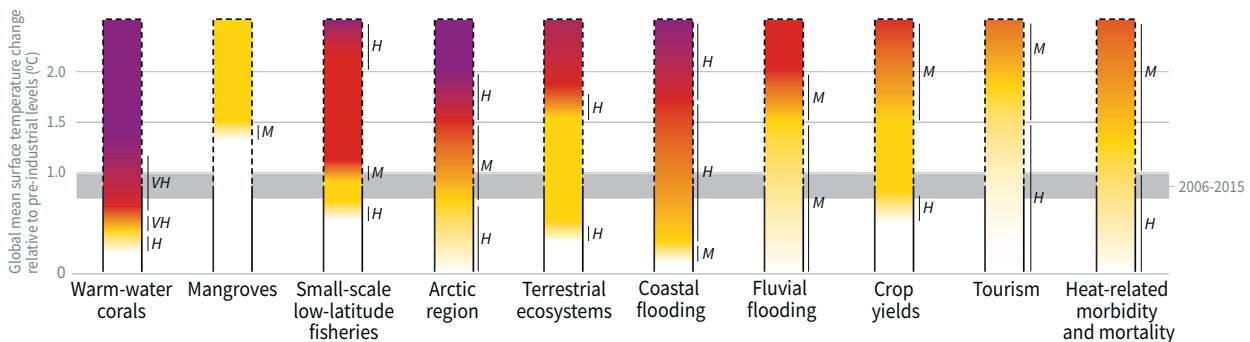 Global mean surface temperature change
relative to pre-industrial levels (°C)
2.0
1.5
1.0
0
2006-2015
VH
VH
H
M
H
M
H
H
M
H
H
H
H
H
M
M
M
M
H
M
H
M
H
Warm-water
corals
Mangroves
Small-scale
low-latitude
fisheries
Arctic
region
Terrestrial
ecosystems
Coastal
flooding
Fluvial
flooding
Crop
yields
Tourism
Heat-related
morbidity
and mortality